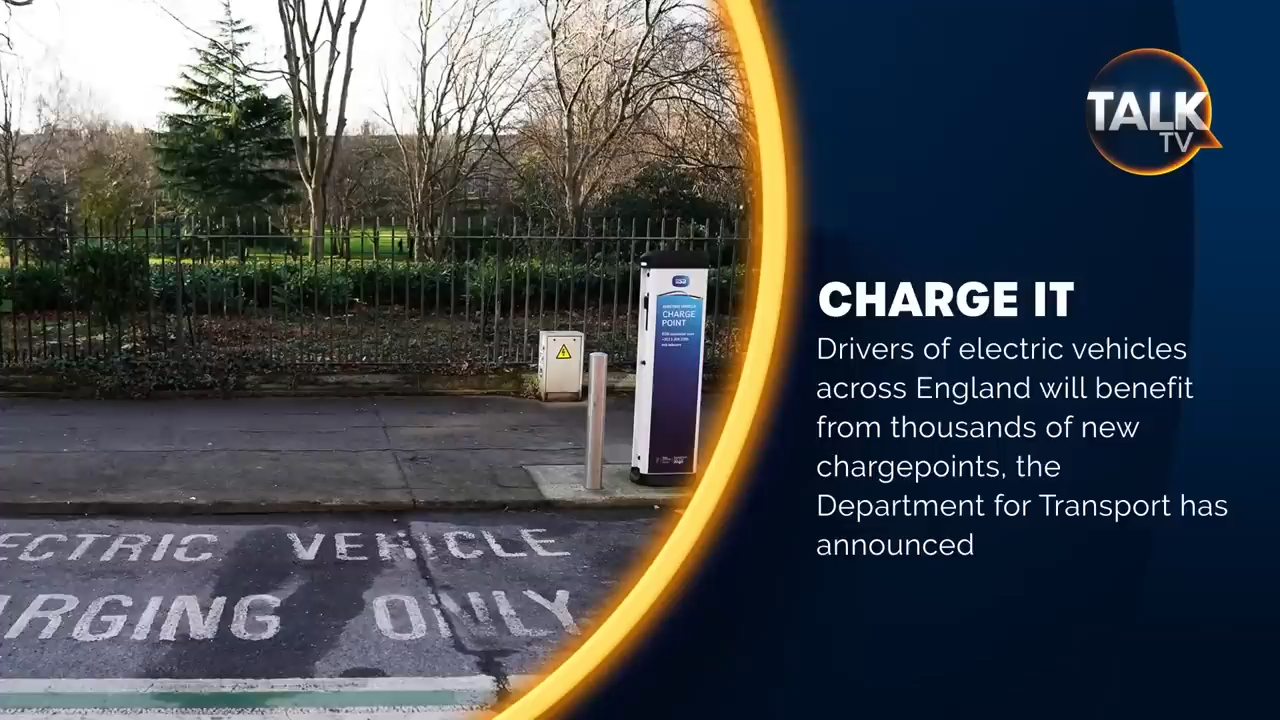 TALK
TV
CHARGE IT
Drivers of electric vehicles
across England will benefit
from thousands of new
chargepoints, the
Department for Transport has
announced
CHARGE
POINT
ECTRIC VEHICLE
ARGING ONLY